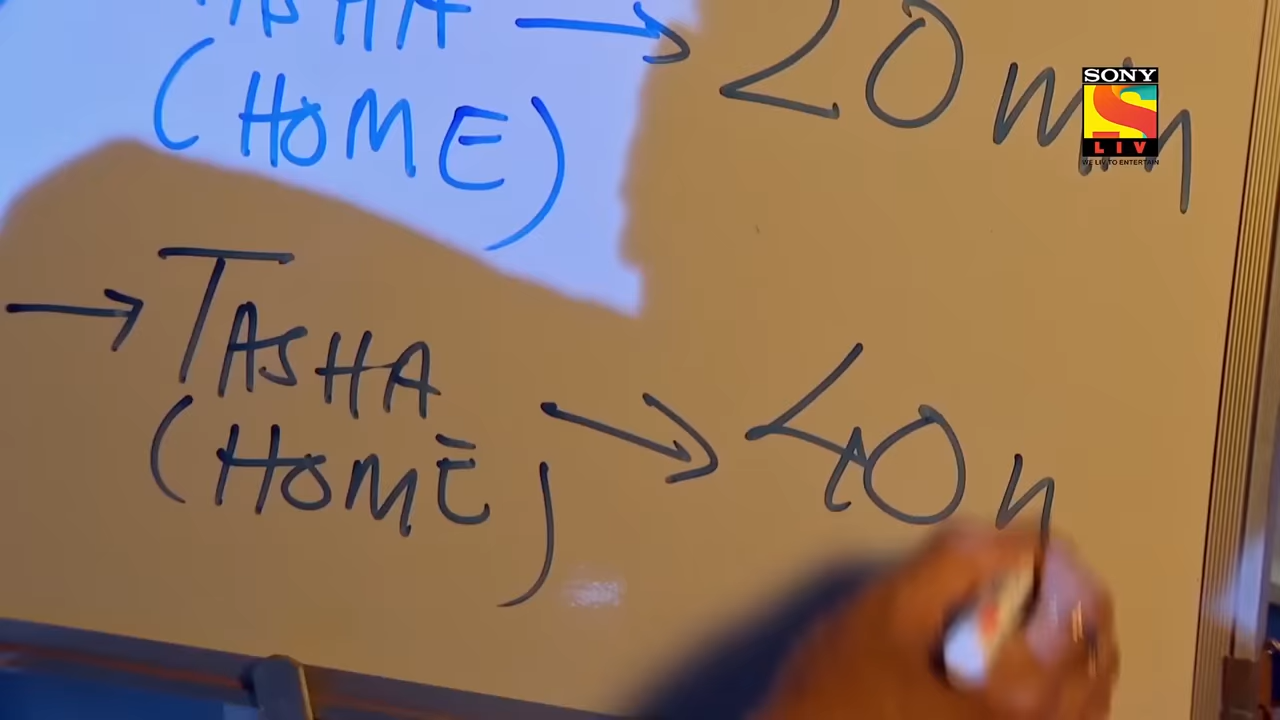 TASHA → 20 min
(HOME)
SONY
LIV
WE LIV TO ENTERTAIN
→ TASHA → 40 m
(HOME)